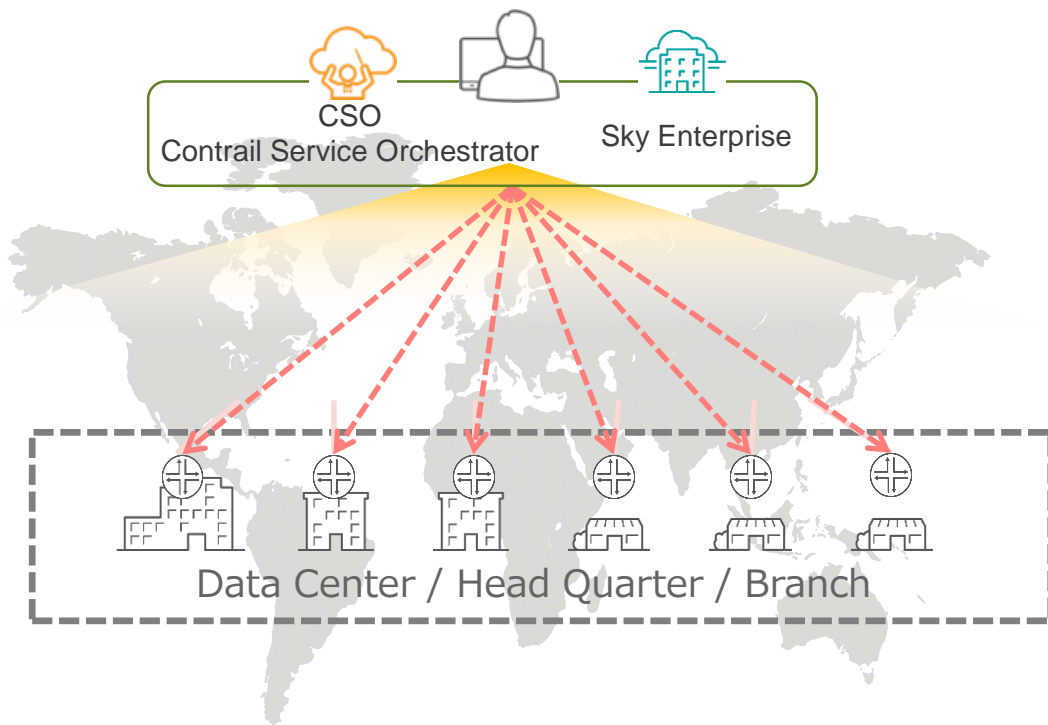 CSO
Contrail Service Orchestrator
Sky Enterprise
Data Center / Head Quarter / Branch